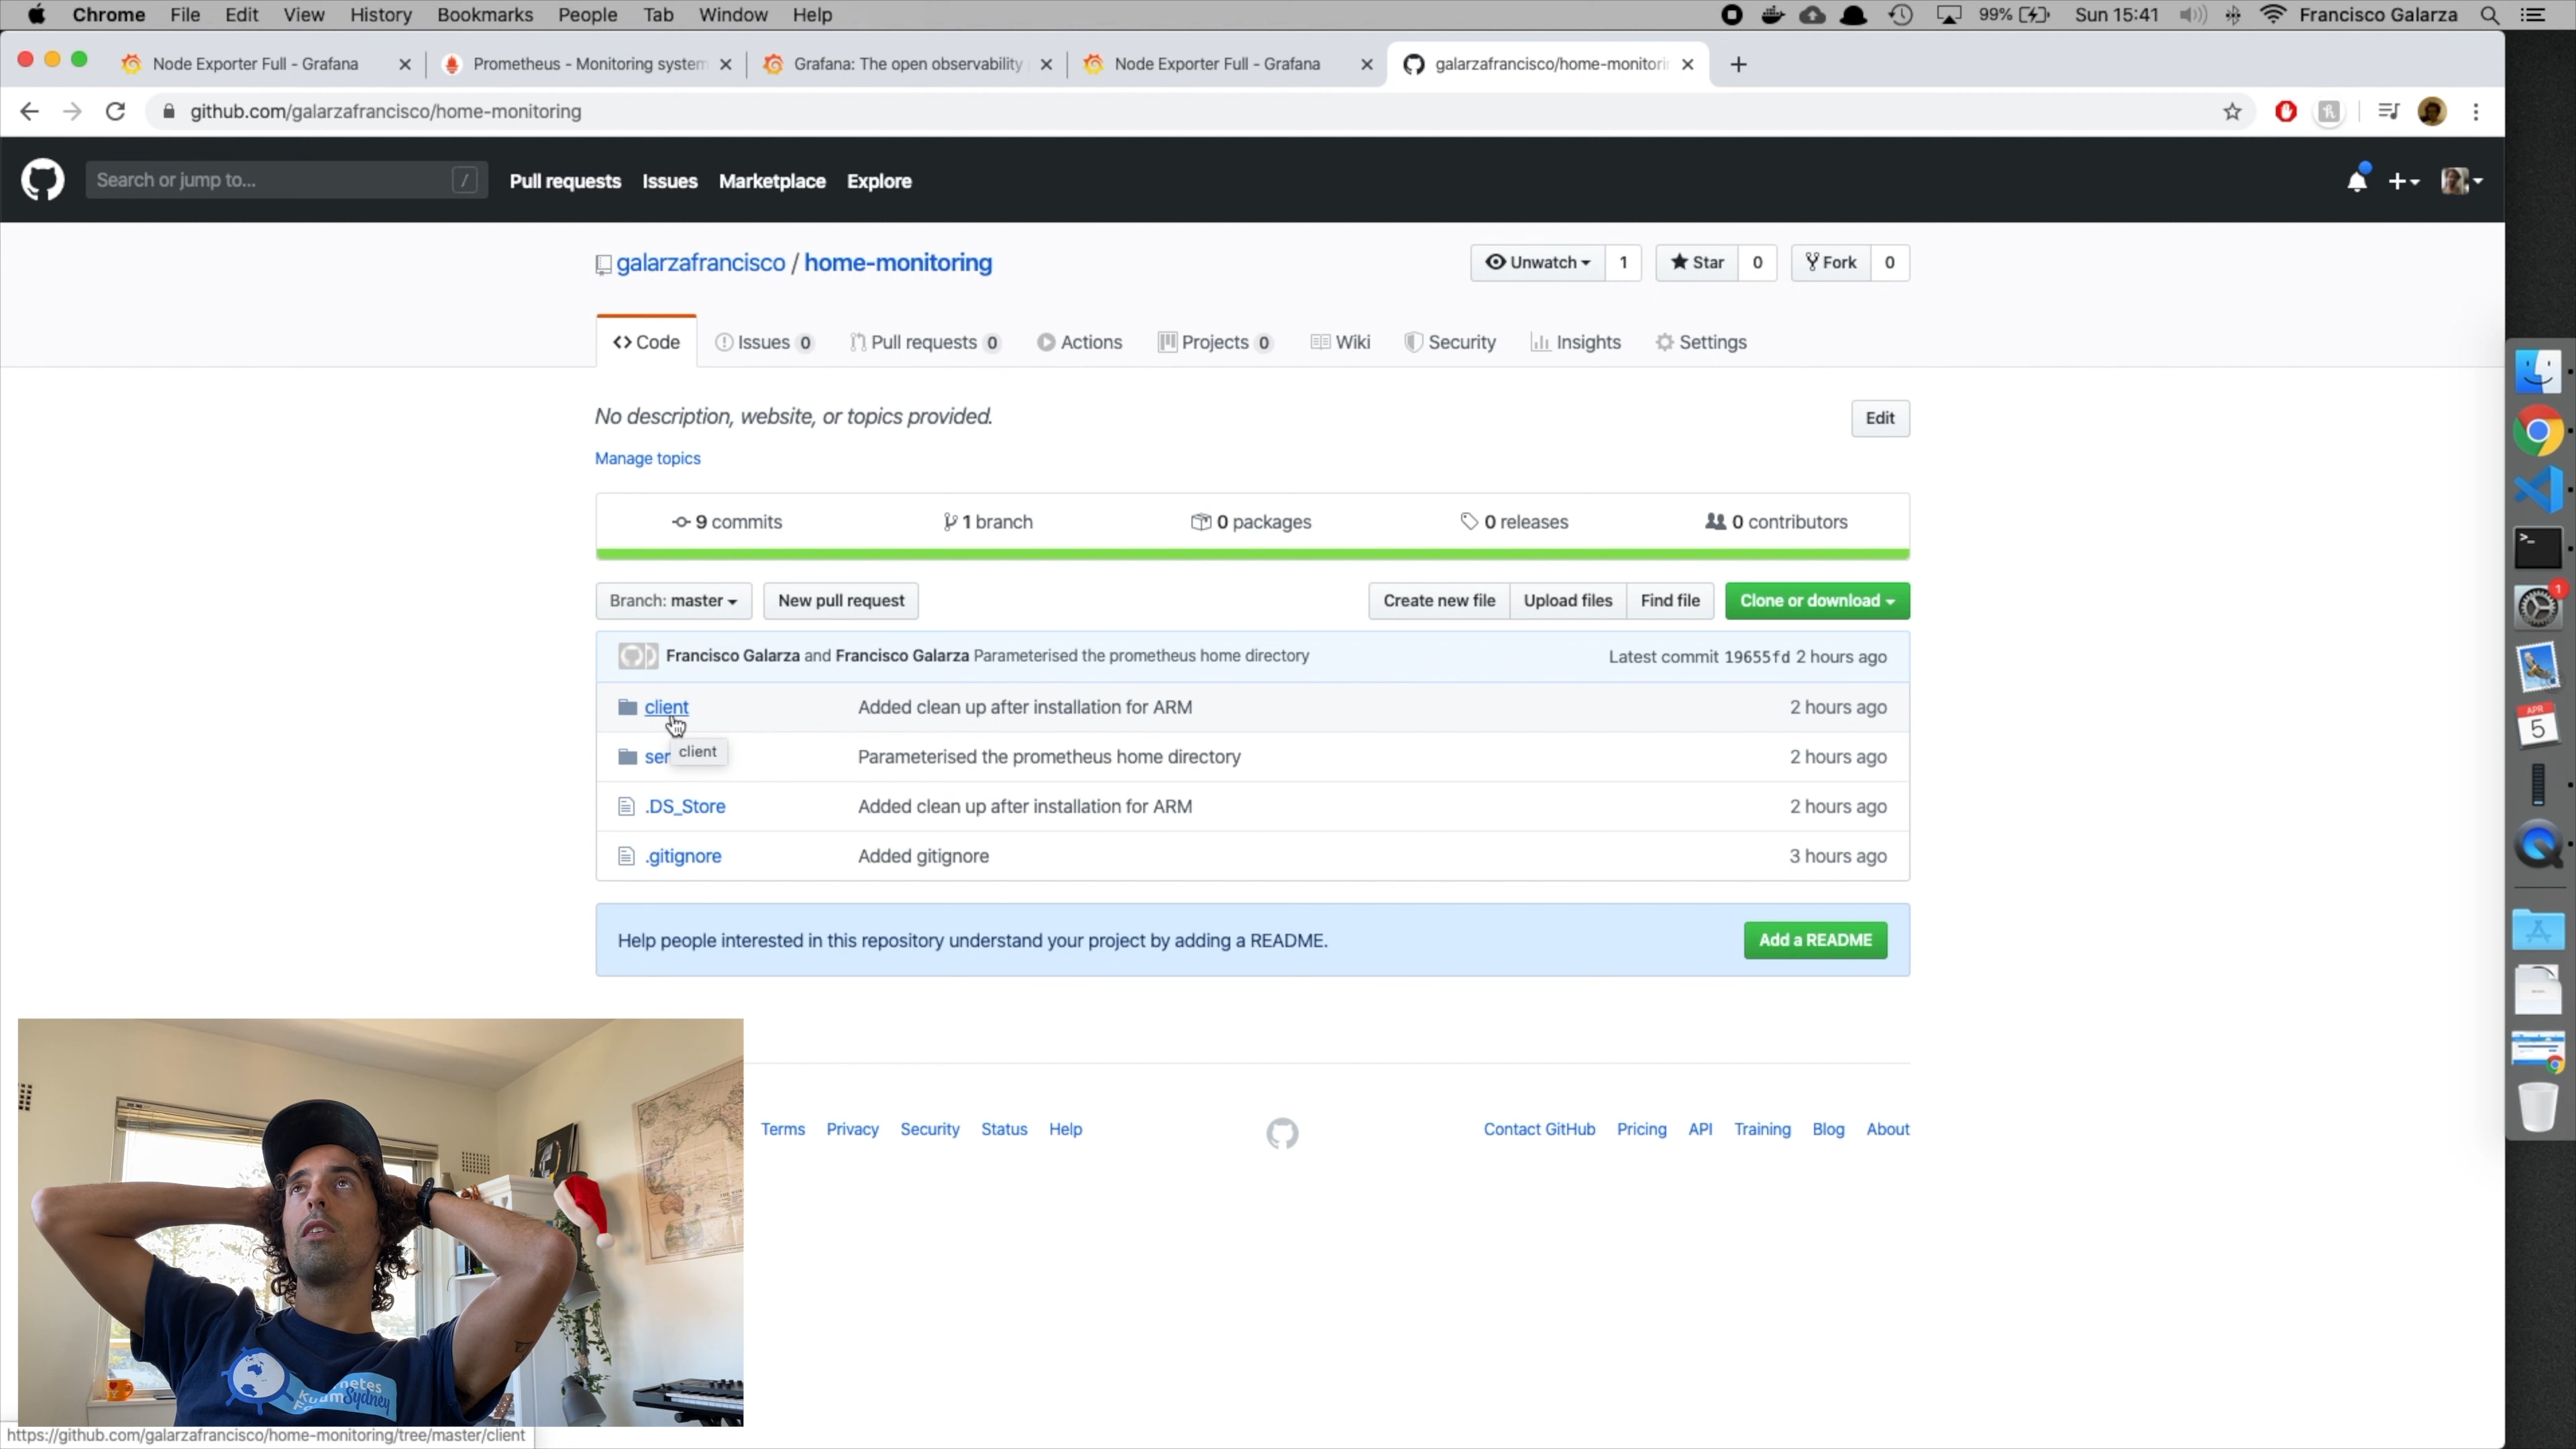 Chrome File Edit View History Bookmarks People Tab Window Help 99% Sun 15:41 Francisco Galarza
Node Exporter Full - Grafana Prometheus - Monitoring system Grafana: The open observability Node Exporter Full - Grafana galarzafrancisco/home-monitorin
github.com/galarzafrancisco/home-monitoring
Search or jump to... / Pull requests Issues Marketplace Explore
galarzafrancisco / home-monitoring Unwatch 1 Star 0 Fork 0
Code Issues 0 Pull requests 0 Actions Projects 0 Wiki Security Insights Settings
No description, website, or topics provided. Edit
Manage topics
9 commits 1 branch 0 packages 0 releases 0 contributors
Branch: master New pull request Create new file Upload files Find file Clone or download
Francisco Galarza and Francisco Galarza Parameterised the prometheus home directory Latest commit 19655fd 2 hours ago
client Added clean up after installation for ARM 2 hours ago
client
ser Parameterised the prometheus home directory 2 hours ago
.DS_Store Added clean up after installation for ARM 2 hours ago
.gitignore Added gitignore 3 hours ago
Help people interested in this repository understand your project by adding a README. Add a README
Terms Privacy Security Status Help Contact GitHub Pricing API Training Blog About
1
APR
5
netes
Sydney
https://github.com/galarzafrancisco/home-monitoring/tree/master/client